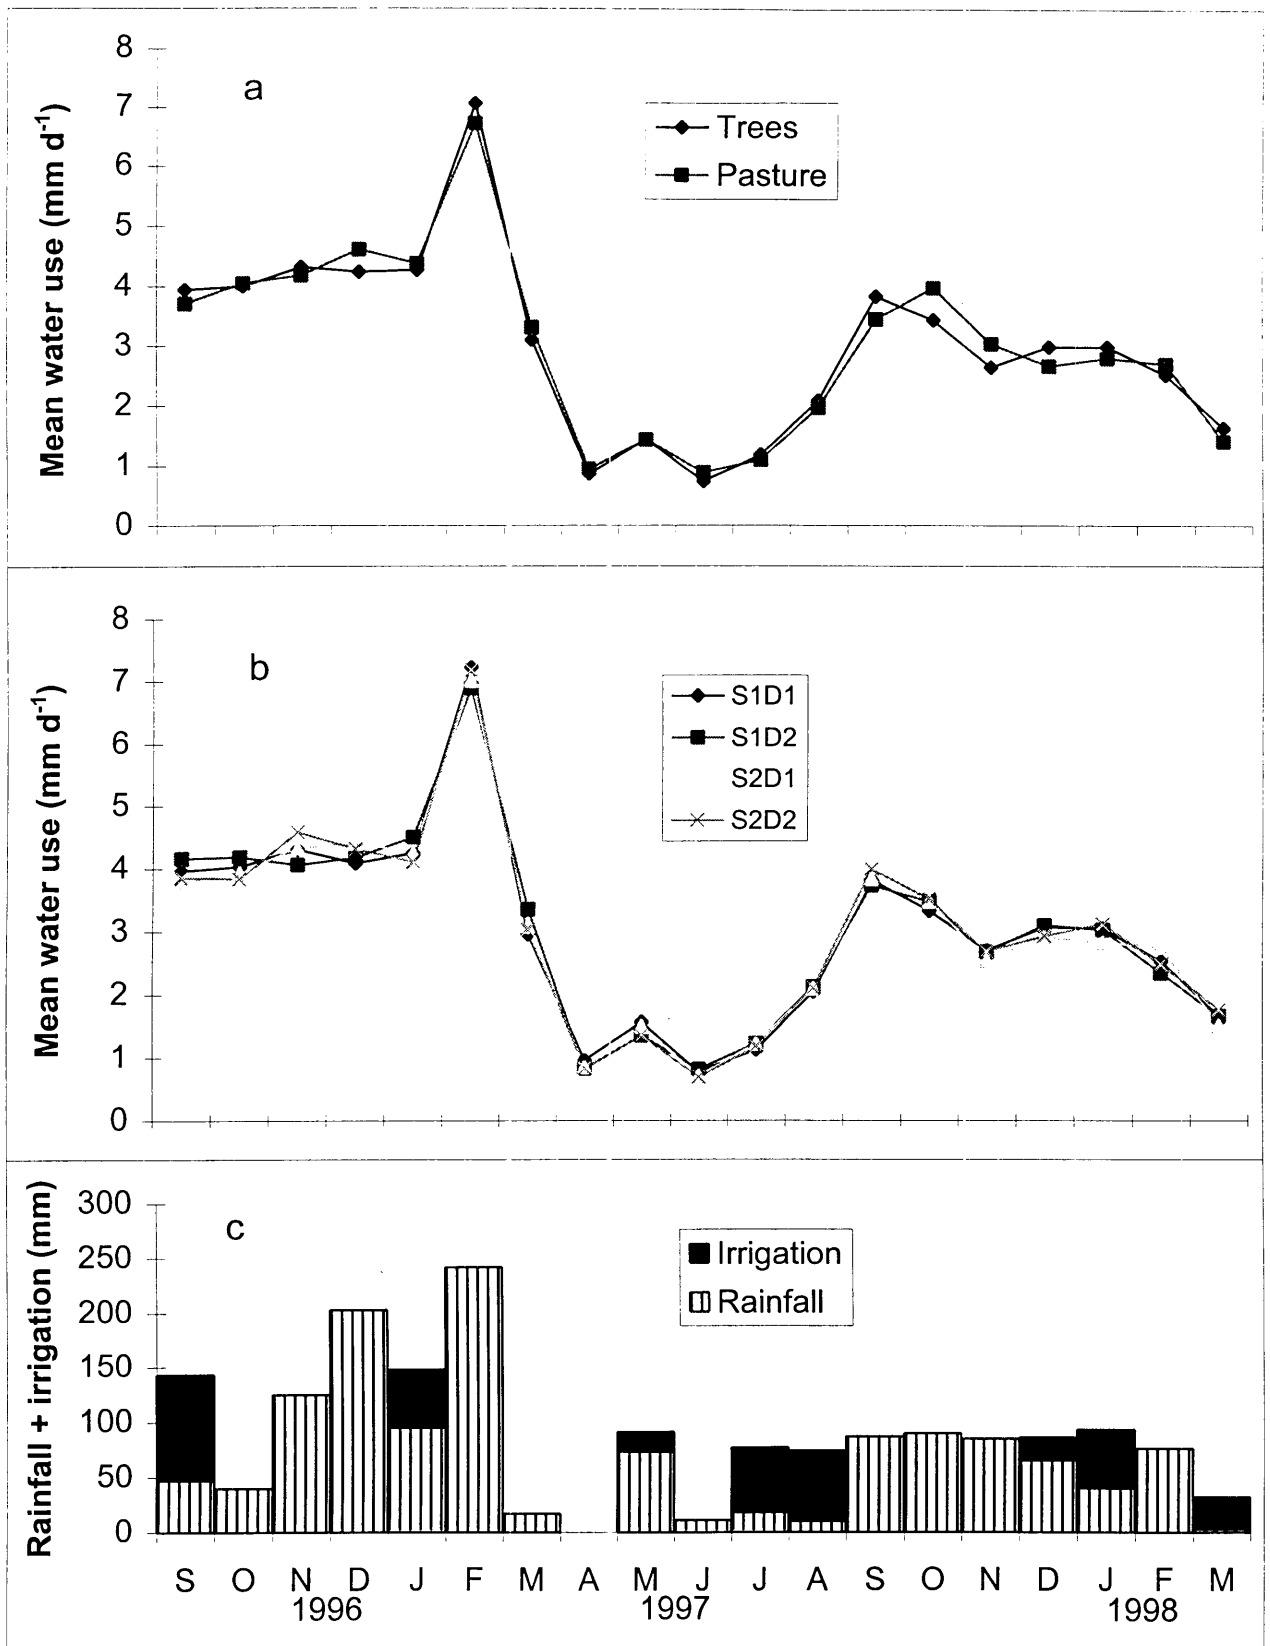 8
7
6
5
4
3
2
1
0
Mean water use (mm d-1)
a
Trees
Pasture
8
7
6
5
4
3
2
1
0
Mean water use (mm d-1)
b
S1D1
S1D2
S2D1
S2D2
300
250
200
150
100
50
0
Rainfall + irrigation (mm)
c
Irrigation
Rainfall
S O N D J F M A M J J A S O N D J F M
1996 1997 1998